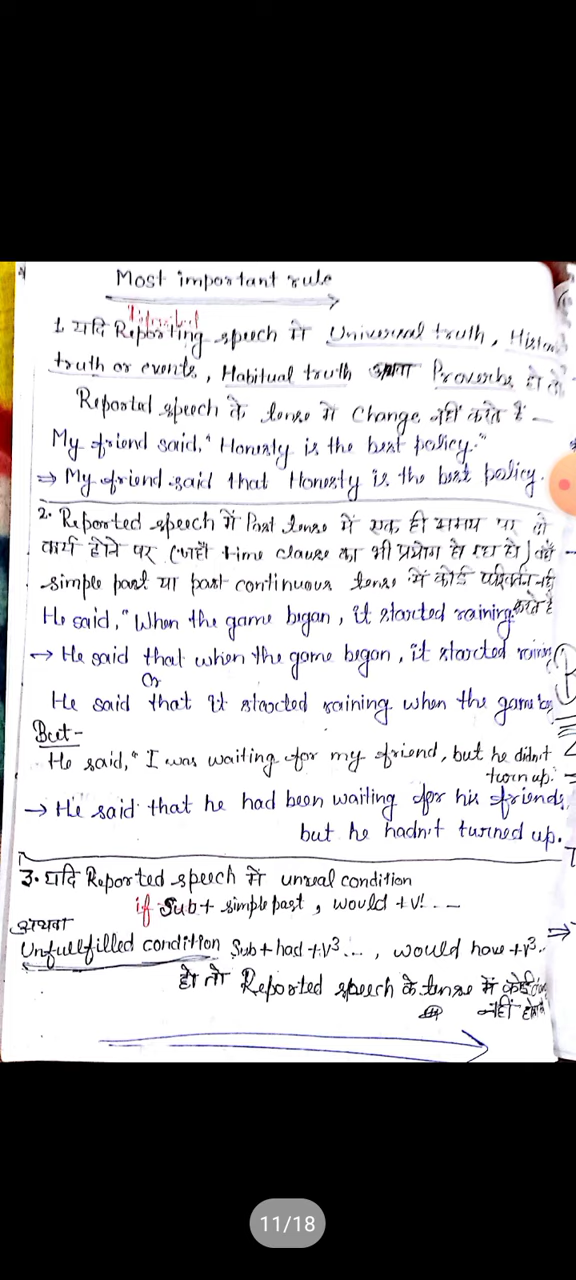 Most important rule
1. यदि Reporting speech में Universal truth,
truth or events, Habitual truth अथवा Proverbs हो तो
Reported speech के tense में change नहीं करते हैं -
My friend said, "Honesty is the best policy."
⇒ My friend said that Honesty is the best policy.
2. Reported speech में Past tense में एक ही समय पर दो
कार्य होने पर (जहाँ time clause का भी प्रयोग हो रहा हो)
simple past या past continuous tense में कोई परिवर्तन नहीं
करते है
He said, "When the game began, it started raining.
→ He said that when the game began, it started
Or
He said that it started raining when the game
But-
He said, "I was waiting for my friend, but he didn't
turn up.
→ He said that he had been waiting for his friends,
but he hadn't turned up.
3. यदि Reported speech में unreal condition
if Sub + simple past, would + V¹...
अथवा
Unfullfilled condition Sub + had + V³..., would have + V³..
हो तो Reported speech के tense में कोई
नहीं होगा
11/18